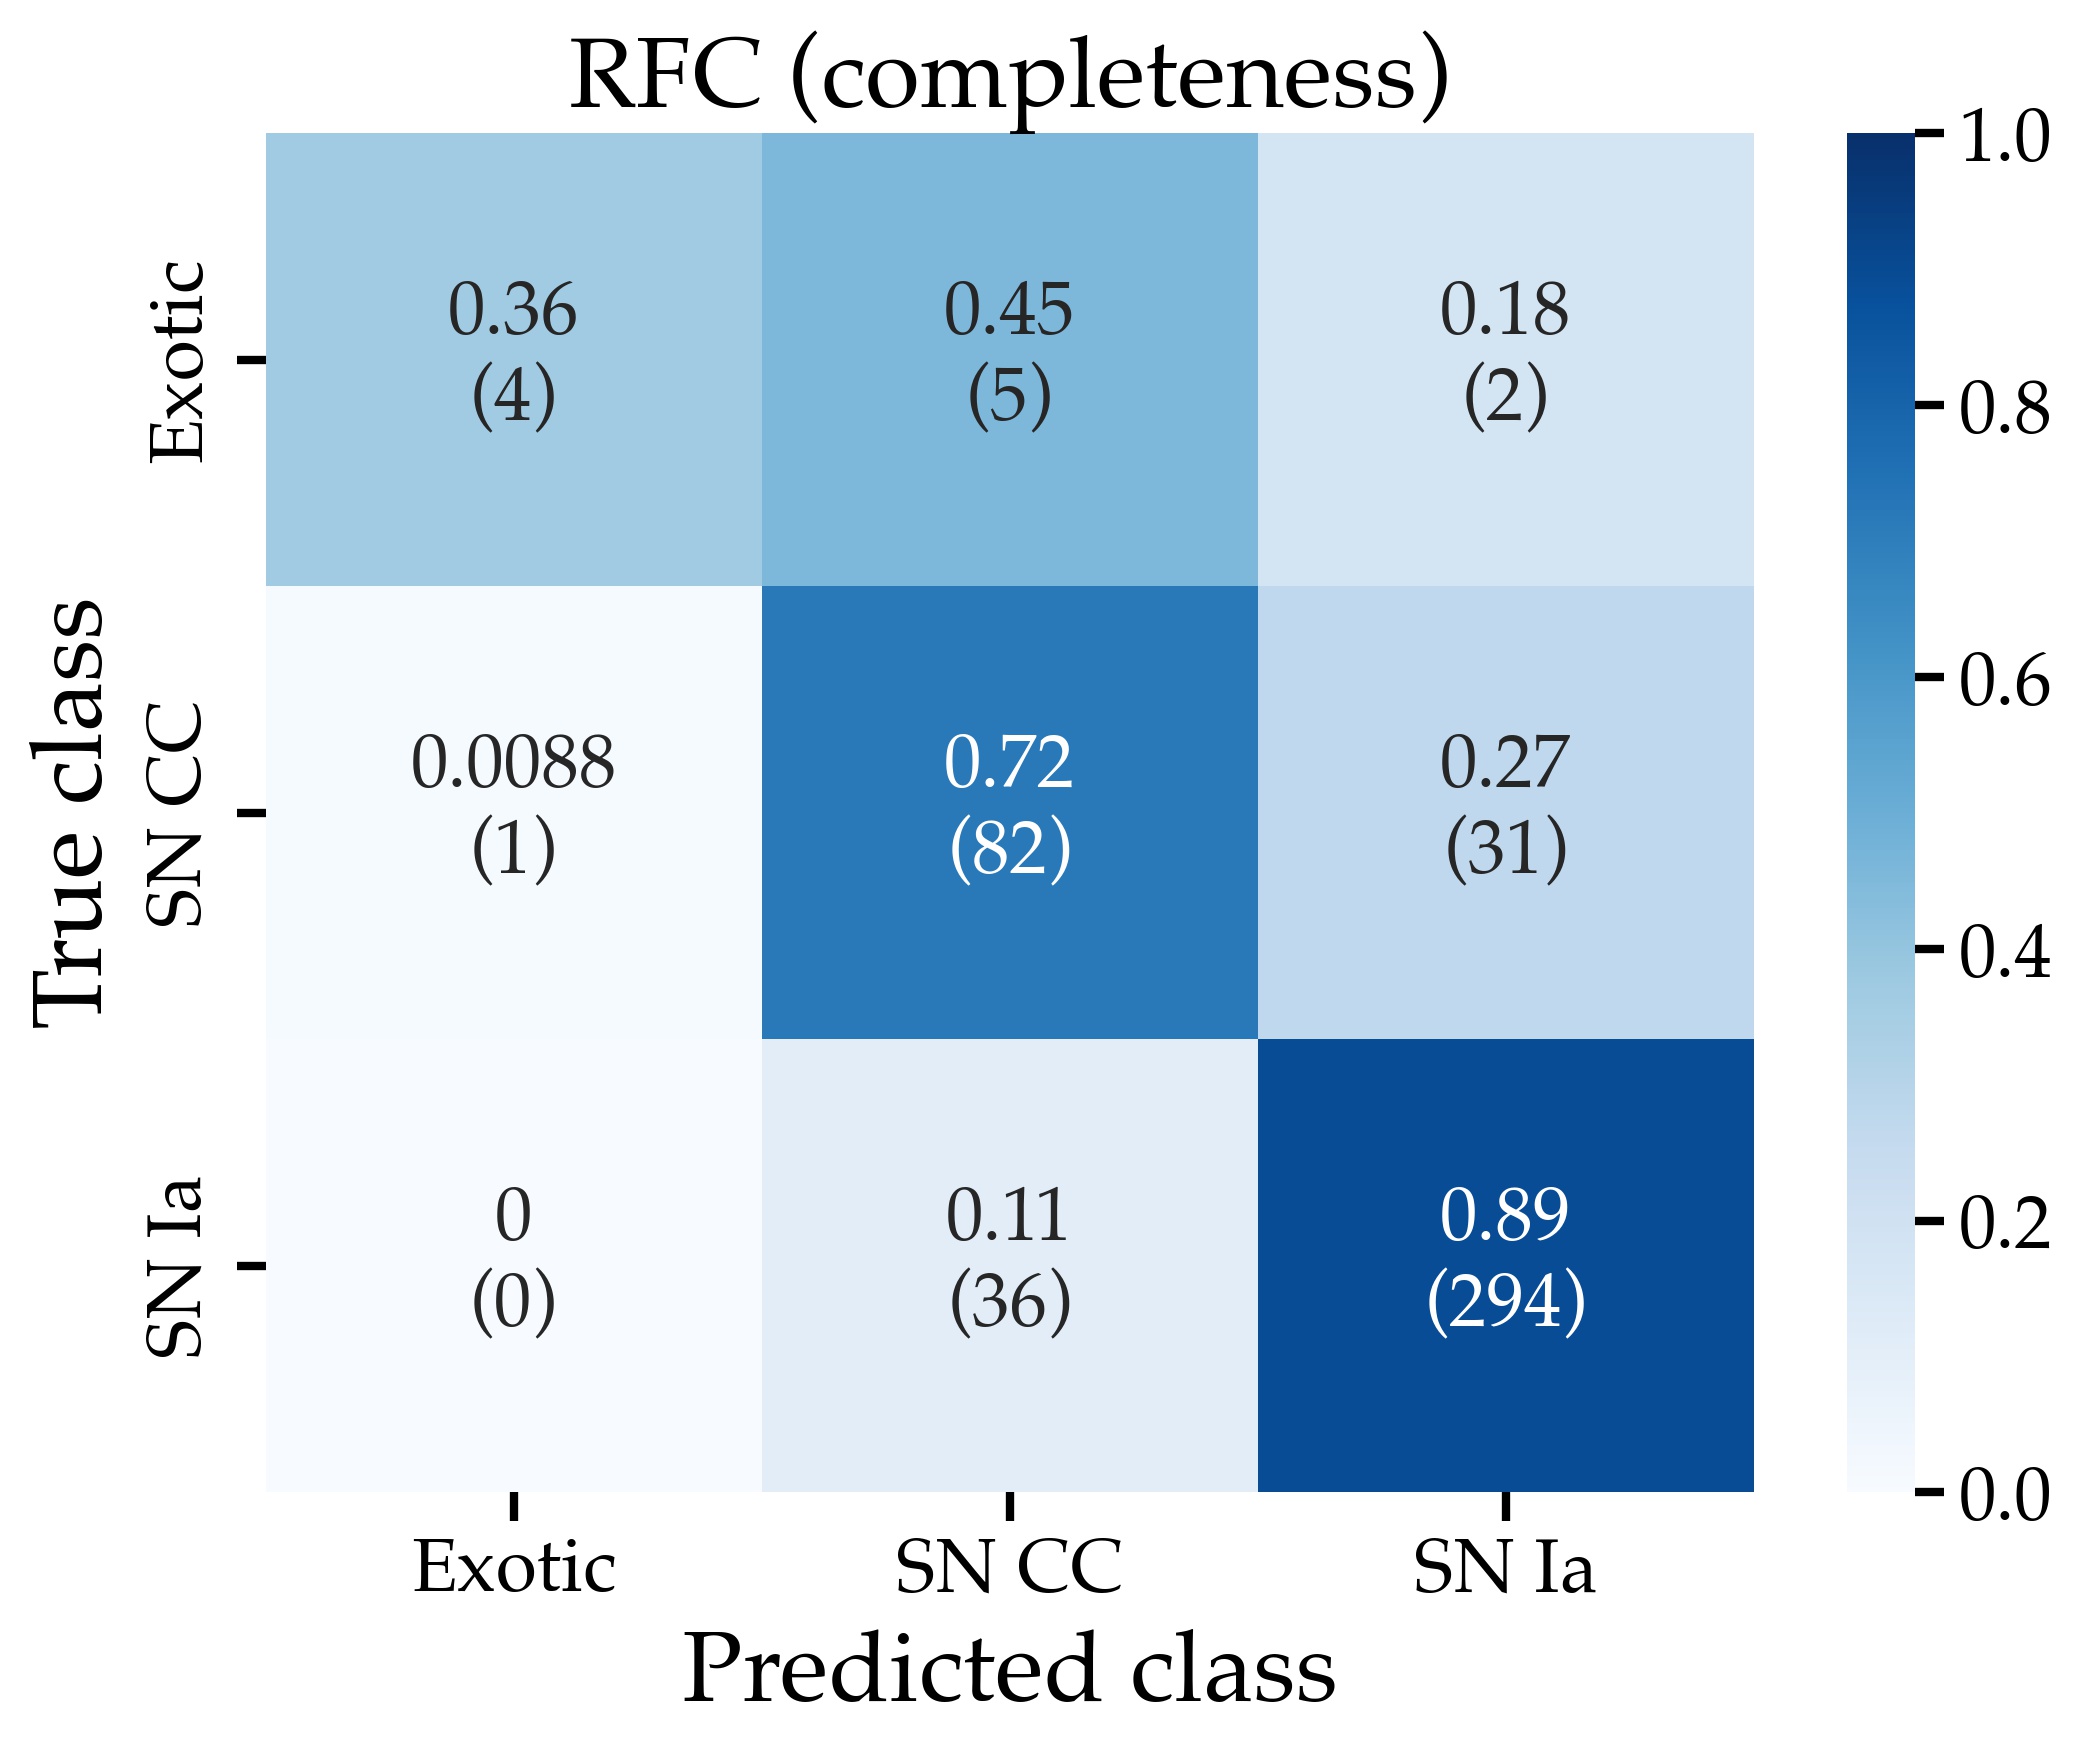 RFC (completeness)
True class
Exotic
0.36
(4)
0.45
(5)
0.18
(2)
SN CC
0.0088
(1)
0.72
(82)
0.27
(31)
SN Ia
0
(0)
0.11
(36)
0.89
(294)
Exotic
SN CC
SN Ia
Predicted class
1.0
0.8
0.6
0.4
0.2
0.0